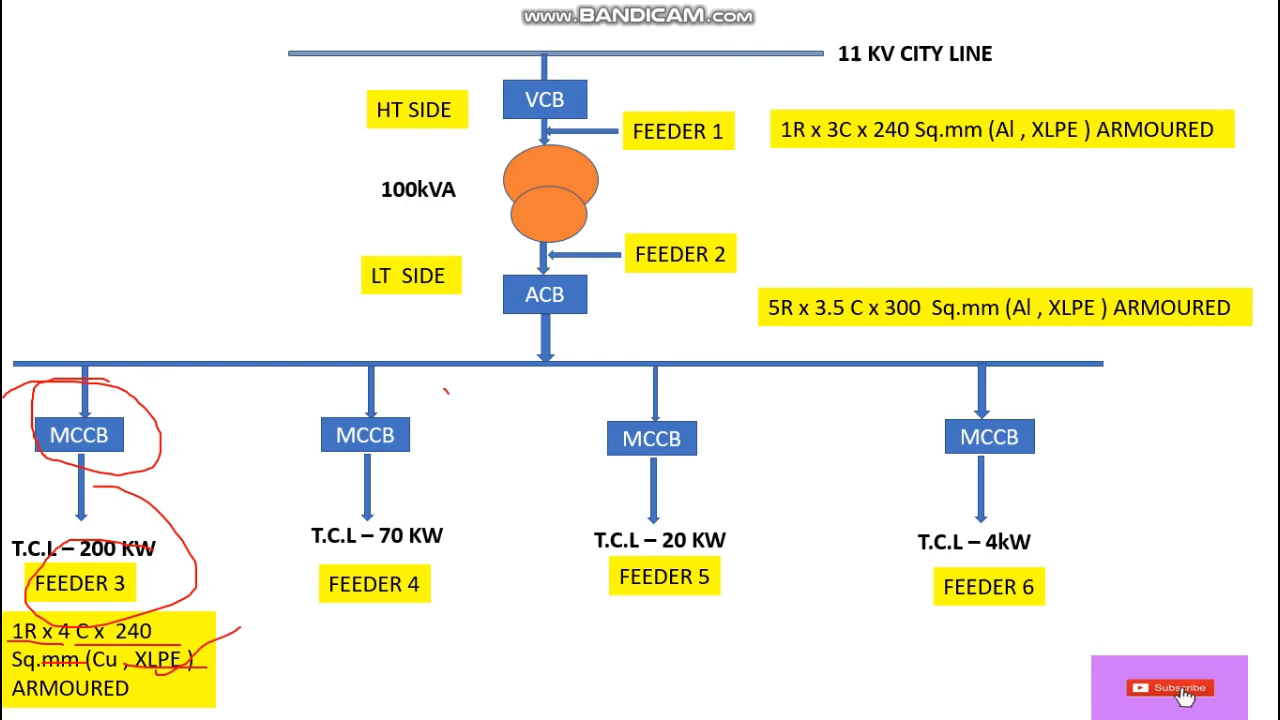 www.BANDICAM.com
11 KV CITY LINE
HT SIDE
VCB
FEEDER 1
1R x 3C x 240 Sq.mm (Al , XLPE ) ARMOURED
100kVA
FEEDER 2
LT SIDE
ACB
5R x 3.5 C x 300 Sq.mm (Al , XLPE ) ARMOURED
MCCB
MCCB
MCCB
MCCB
T.C.L – 200 KW
T.C.L – 70 KW
T.C.L – 20 KW
T.C.L – 4kW
FEEDER 3
FEEDER 4
FEEDER 5
FEEDER 6
1R x 4 C x 240
Sq.mm (Cu , XLPE )
ARMOURED
Subscribe